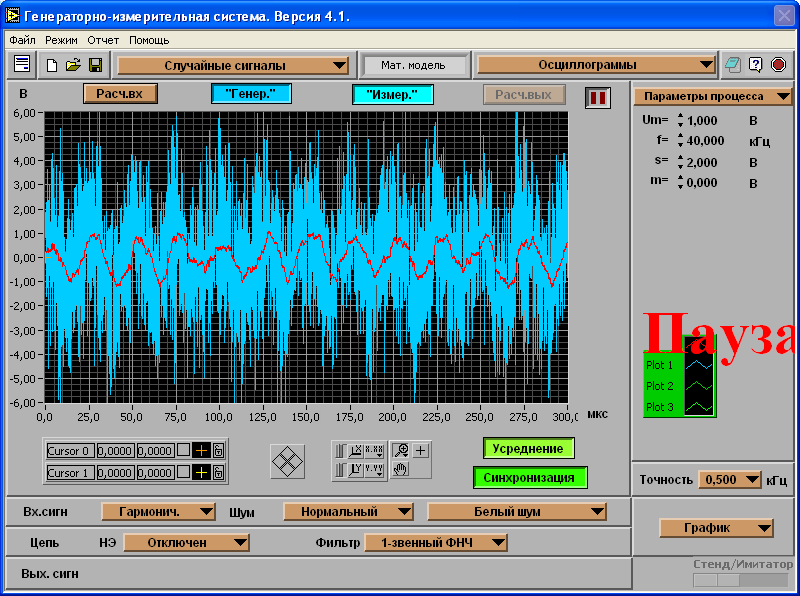 Генераторно-измерительная система. Версия 4.1.
Файл Режим Отчет Помощь
Случайные сигналы Мат. модель Осциллограммы
В Расч.вх "Генер." "Измер." Расч.вых
Параметры процесса
Um= 1,000 В
f= 40,000 кГц
s= 2,000 В
m= 0,000 В
6,00
5,00
4,00
3,00
2,00
1,00
0,00
-1,00
-2,00
-3,00
-4,00
-5,00
-6,00
0,0 25,0 50,0 75,0 100,0 125,0 150,0 175,0 200,0 225,0 250,0 275,0 300,0 мкс
Пауза
Plot 1
Plot 2
Plot 3
Cursor 0 0,0000 0,0000
Cursor 1 0,0000 0,0000
X X.XX
Y Y.YY
Усреднение
Синхронизация
Точность 0,500 кГц
Вх.сигн Гармонич. Шум Нормальный Белый шум
График
Цепь НЭ Отключен Фильтр 1-звенный ФНЧ
Стенд/Имитатор
Вых. сигн